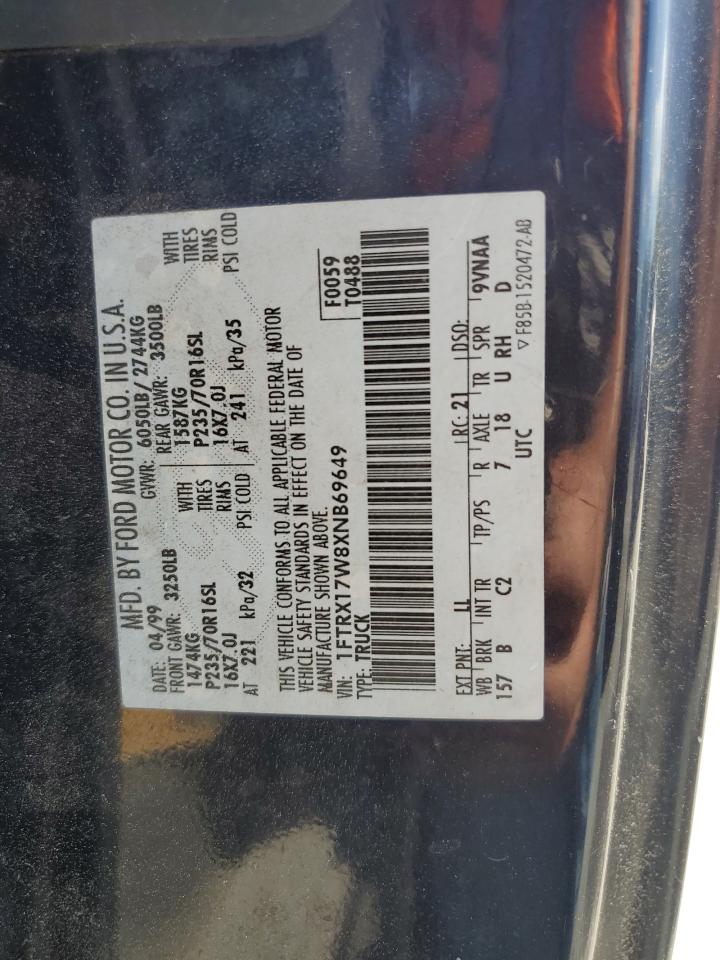 MFD. BY FORD MOTOR CO. IN U.S.A.
DATE: 04/99 GVWR: 6050LB/2744KG
FRONT GAWR: 3250LB REAR GAWR: 3500LB
1474KG WITH 1587KG WITH
P235/70R16SL TIRES P235/70R16SL TIRES
16X7.0J RIMS 16X7.0J RIMS
AT 221 kPa/32 PSI COLD AT 241 kPa/35 PSI COLD
THIS VEHICLE CONFORMS TO ALL APPLICABLE FEDERAL MOTOR
VEHICLE SAFETY STANDARDS IN EFFECT ON THE DATE OF
MANUFACTURE SHOWN ABOVE.
VIN: 1FTRX17W8XNB69649 F0059
TYPE: TRUCK T0488
EXT PNT: LL RC: 21 DSO:
WB BRK INT TR TP/PS R AXLE TR SPR 9VNAA
157 B C2 7 18 U RH D
UTC
▽F85B-1520472-AB